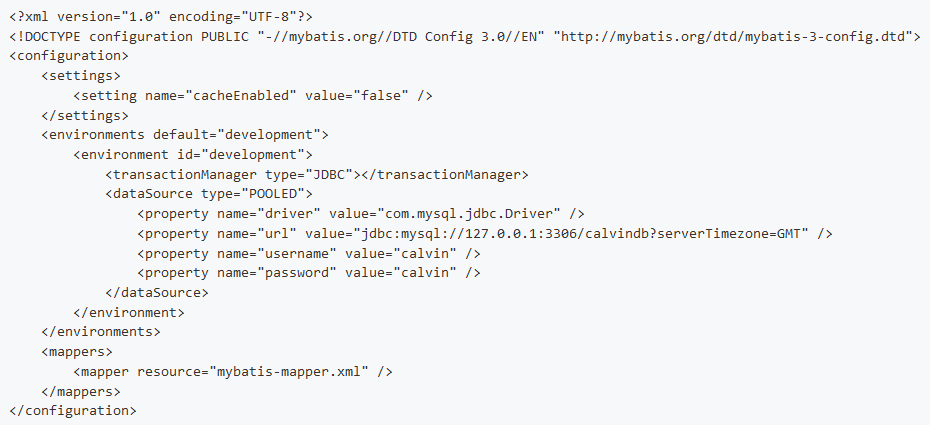 <?xml version="1.0" encoding="UTF-8"?>
<!DOCTYPE configuration PUBLIC "-//mybatis.org//DTD Config 3.0//EN" "http://mybatis.org/dtd/mybatis-3-config.dtd">
<configuration>
    <settings>
        <setting name="cacheEnabled" value="false" />
    </settings>
    <environments default="development">
        <environment id="development">
            <transactionManager type="JDBC"></transactionManager>
            <dataSource type="POOLED">
                <property name="driver" value="com.mysql.jdbc.Driver" />
                <property name="url" value="jdbc:mysql://127.0.0.1:3306/calvindb?serverTimezone=GMT" />
                <property name="username" value="calvin" />
                <property name="password" value="calvin" />
            </dataSource>
        </environment>
    </environments>
    <mappers>
        <mapper resource="mybatis-mapper.xml" />
    </mappers>
</configuration>